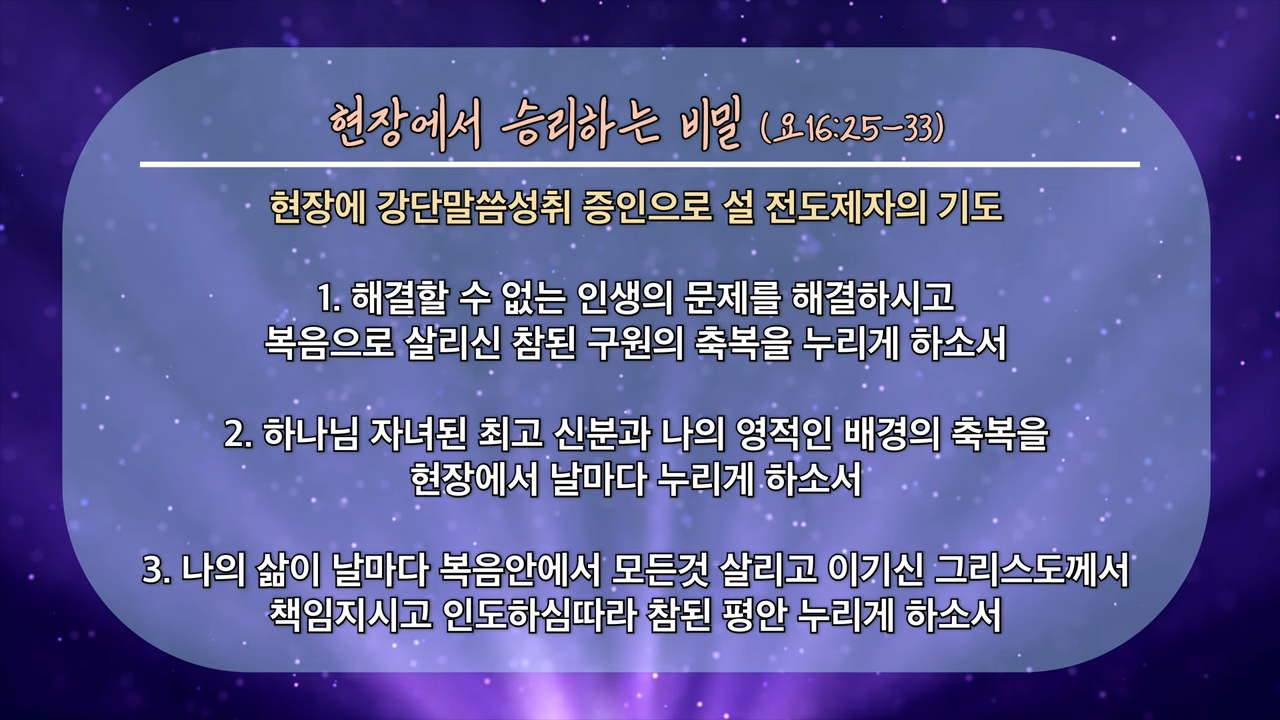 현장에서 승리하는 비밀 (요16:25-33)
현장에 강단말씀성취 증인으로 설 전도제자의 기도
1. 해결할 수 없는 인생의 문제를 해결하시고
복음으로 살리신 참된 구원의 축복을 누리게 하소서
2. 하나님 자녀된 최고 신분과 나의 영적인 배경의 축복을
현장에서 날마다 누리게 하소서
3. 나의 삶이 날마다 복음안에서 모든것 살리고 이기신 그리스도께서
책임지시고 인도하심따라 참된 평안 누리게 하소서